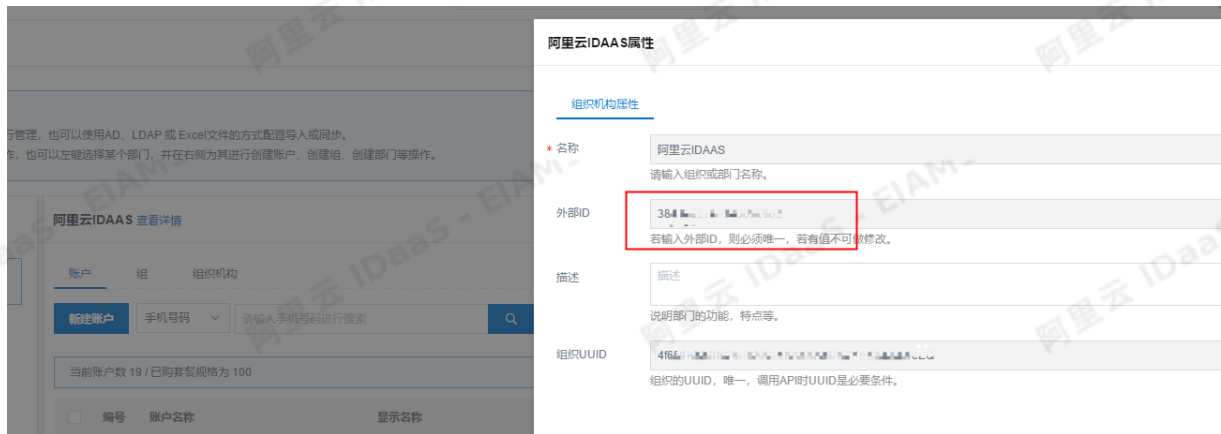 阿里云IDAAS属性
组织机构属性
行管理，也可以使用AD、LDAP 或 Excel文件的方式配置导入或同步。
作，也可以左键选择某个部门，并在右侧为其进行创建账户、创建组、创建部门等操作。
* 名称
阿里云IDAAS
请输入组织或部门名称。
阿里云IDAAS 查看详情
外部ID
384
若输入外部ID，则必须唯一，若有值不可做修改。
账户 组 组织机构
描述
描述
新建账户 手机号码 请输入手机号码进行搜索
说明部门的功能，特点等。
组织UUID
4f6f
当前账户数 19 / 已购套餐规格为 100
组织的UUID，唯一，调用API时UUID是必要条件。
编号 账户名称 显示名称
阿里云 IDaaS - EIAM-